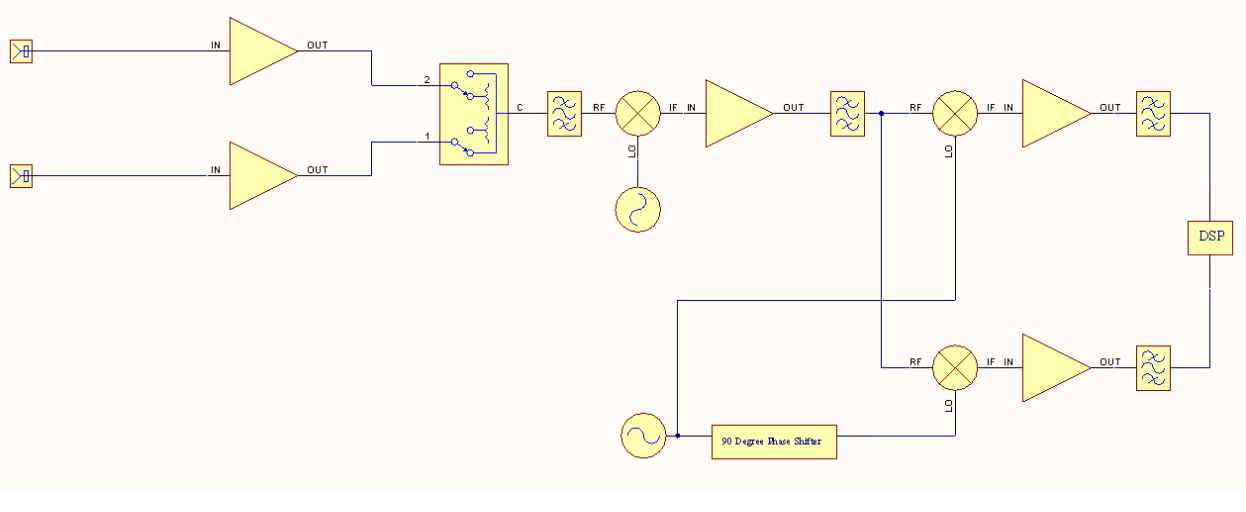 IN OUT
2
C RF IF IN OUT RF IF IN OUT
1
LO LO
IN OUT
DSP
RF IF IN OUT
LO
90 Degree Phase Shifter